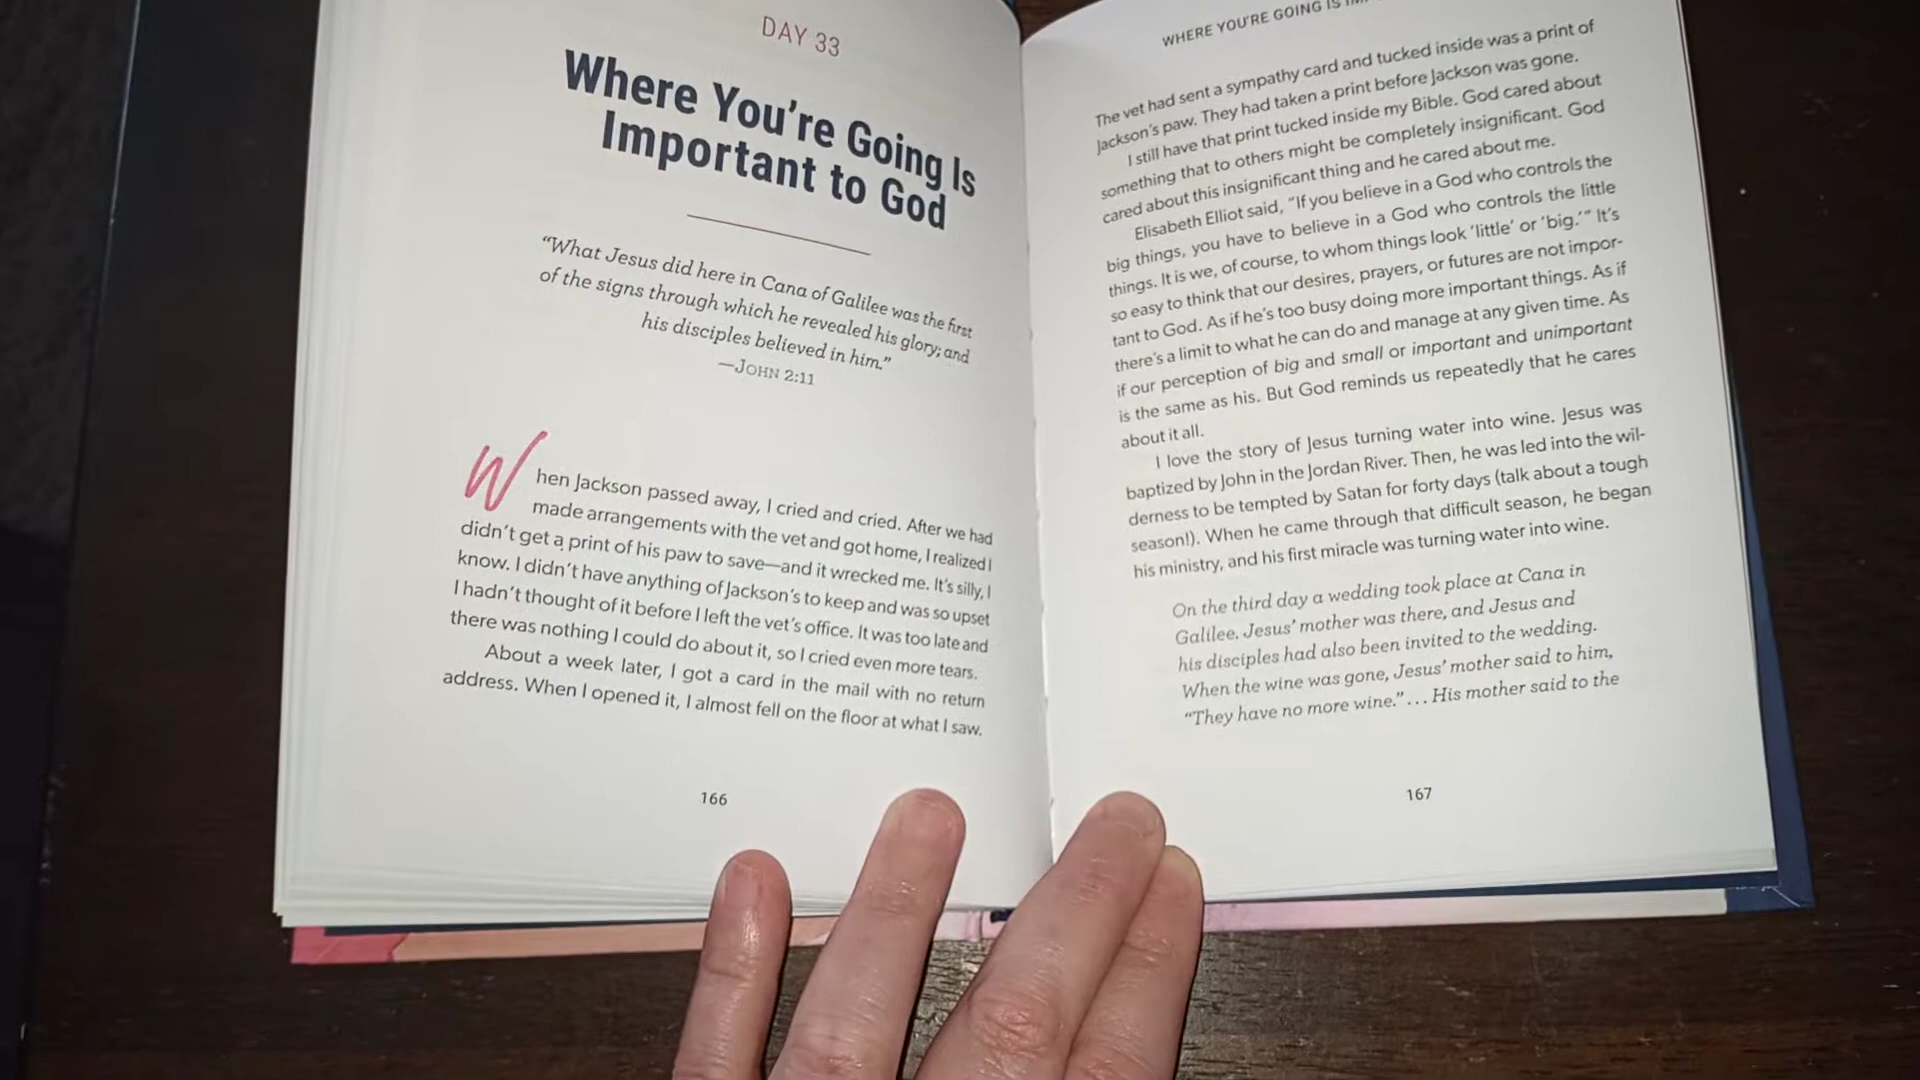 DAY 33
Where You're Going Is
Important to God
“What Jesus did here in Cana of Galilee was the first
of the signs through which he revealed his glory; and
his disciples believed in him.”
—John 2:11
When Jackson passed away, I cried and cried. After we had
made arrangements with the vet and got home, I realized I
didn't get a print of his paw to save—and it wrecked me. It's silly, I
know. I didn't have anything of Jackson's to keep and was so upset
I hadn't thought of it before I left the vet's office. It was too late and
there was nothing I could do about it, so I cried even more tears.
About a week later, I got a card in the mail with no return
address. When I opened it, I almost fell on the floor at what I saw.
166
WHERE YOU'RE GOING IS
The vet had sent a sympathy card and tucked inside was a print of
Jackson's paw. They had taken a print before Jackson was gone.
I still have that print tucked inside my Bible. God cared about
something that to others might be completely insignificant. God
cared about this insignificant thing and he cared about me.
Elisabeth Elliot said, “If you believe in a God who controls the
big things, you have to believe in a God who controls the little
things. It is we, of course, to whom things look ‘little’ or ‘big.’” It's
so easy to think that our desires, prayers, or futures are not impor-
tant to God. As if he's too busy doing more important things. As if
there's a limit to what he can do and manage at any given time. As
if our perception of big and small or important and unimportant
is the same as his. But God reminds us repeatedly that he cares
about it all.
I love the story of Jesus turning water into wine. Jesus was
baptized by John in the Jordan River. Then, he was led into the wil-
derness to be tempted by Satan for forty days (talk about a tough
season!). When he came through that difficult season, he began
his ministry, and his first miracle was turning water into wine.
On the third day a wedding took place at Cana in
Galilee. Jesus' mother was there, and Jesus and
his disciples had also been invited to the wedding.
When the wine was gone, Jesus' mother said to him,
“They have no more wine.” . . . His mother said to the
167